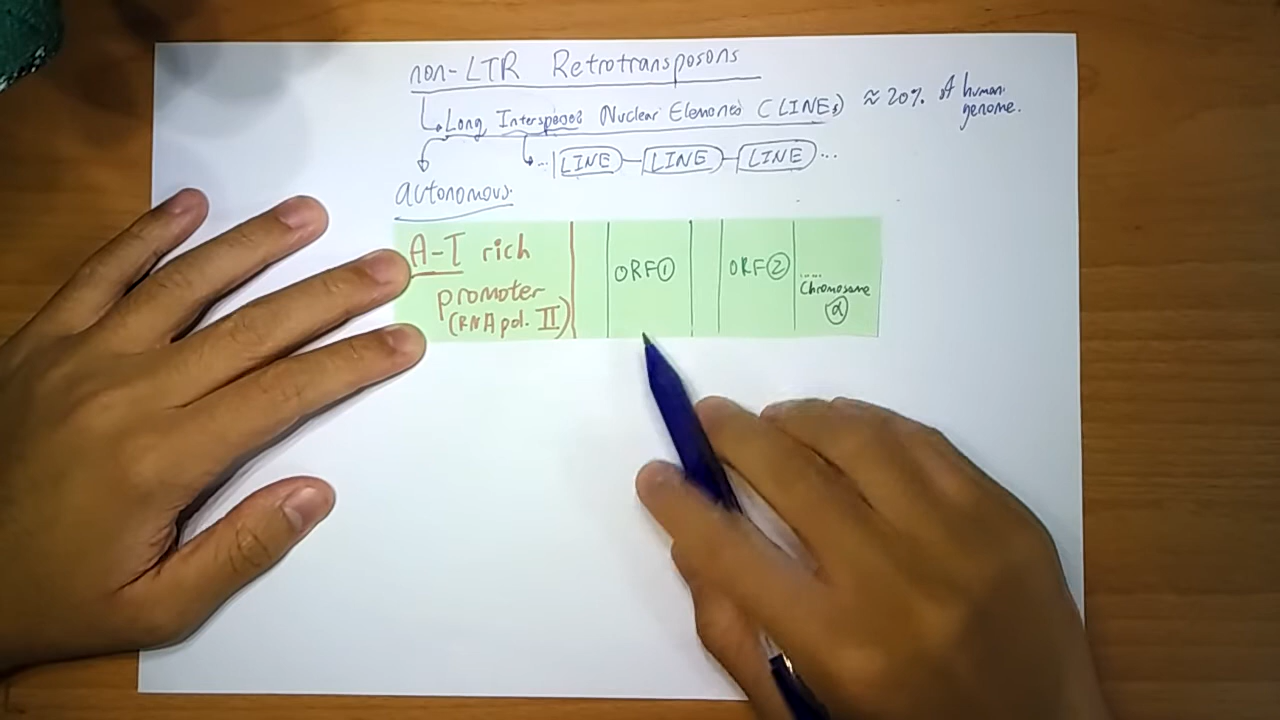 non-LTR Retrotransposons
Long Interspersed Nuclear Elements (LINEs) ≈ 20% of human genome.
...LINE LINE LINE...
autonomous.
A-T rich
promoter
(RNA pol. II)
ORF①
ORF②
.....
Chromosome
α